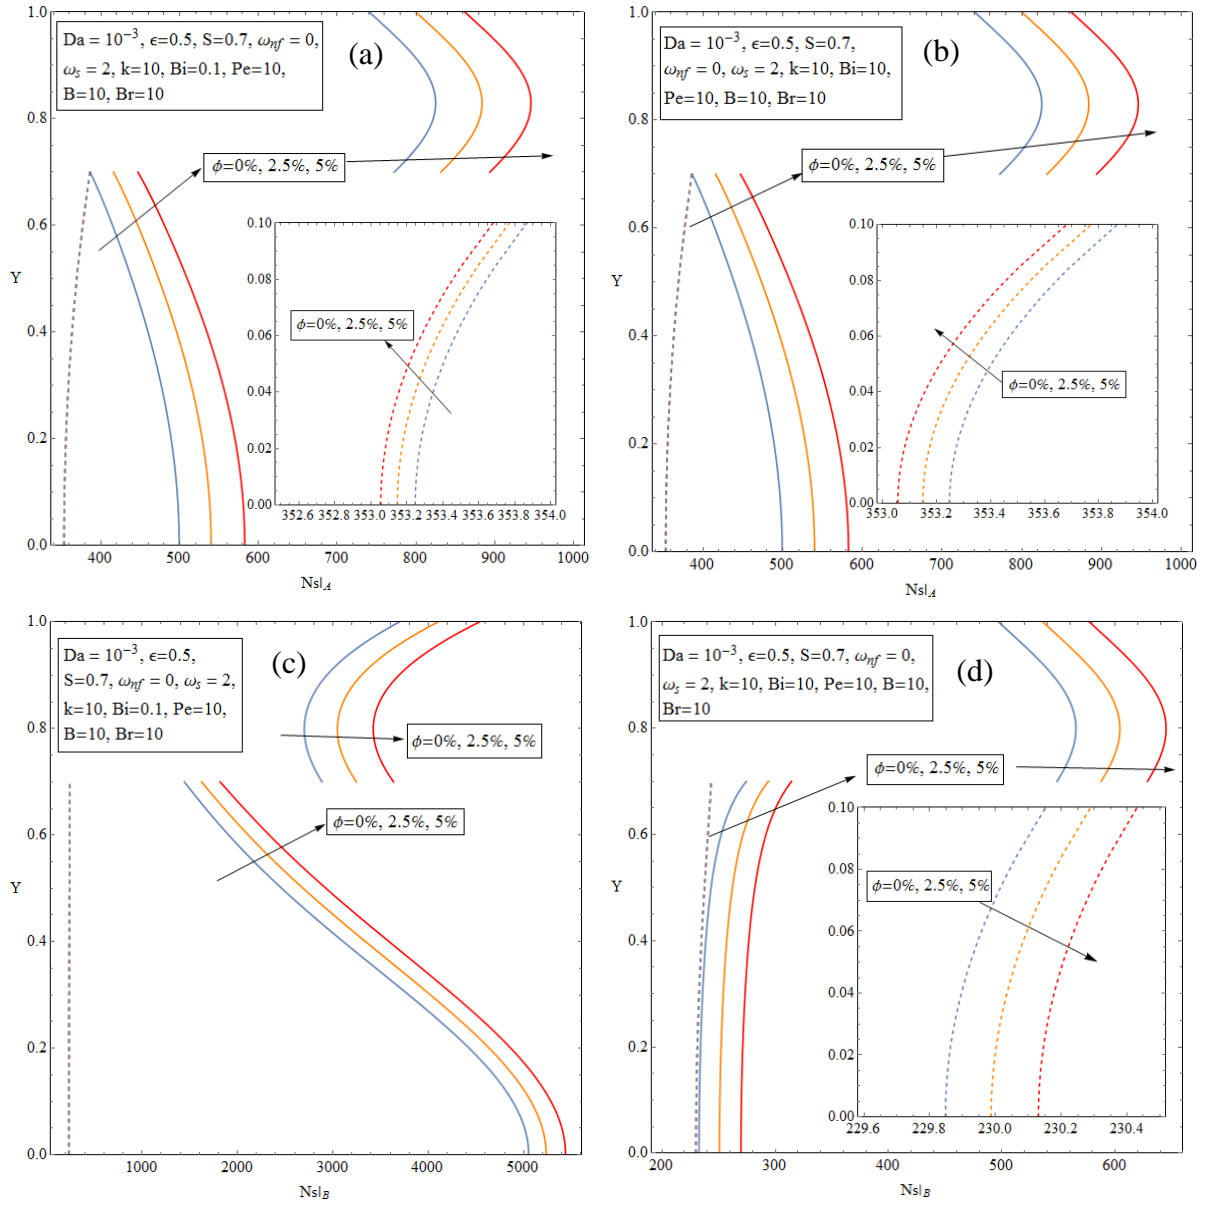 1.0
Da = 10⁻³, ϵ=0.5, S=0.7, ω_nf = 0,
ω_s = 2, k=10, Bi=0.1, Pe=10,
B=10, Br=10
(a)
0.8
ϕ=0%, 2.5%, 5%
0.6
Y
0.4
0.2
0.0
400 500 600 700 800 900 1000
Ns|_A
0.10
0.08
0.06
0.04
0.02
0.00
ϕ=0%, 2.5%, 5%
352.6 352.8 353.0 353.2 353.4 353.6 353.8 354.0
1.0
Da = 10⁻³, ϵ=0.5, S=0.7,
ω_nf = 0, ω_s = 2, k=10, Bi=10,
Pe=10, B=10, Br=10
(b)
0.8
ϕ=0%, 2.5%, 5%
0.6
Y
0.4
0.2
0.0
400 500 600 700 800 900 1000
Ns|_A
0.10
0.08
0.06
0.04
0.02
0.00
ϕ=0%, 2.5%, 5%
353.0 353.2 353.4 353.6 353.8 354.0
1.0
Da = 10⁻³, ϵ=0.5,
S=0.7, ω_nf = 0, ω_s = 2,
k=10, Bi=0.1, Pe=10,
B=10, Br=10
(c)
0.8
ϕ=0%, 2.5%, 5%
ϕ=0%, 2.5%, 5%
0.6
Y
0.4
0.2
0.0
1000 2000 3000 4000 5000
Ns|_B
1.0
Da = 10⁻³, ϵ=0.5, S=0.7, ω_nf = 0,
ω_s = 2, k=10, Bi=10, Pe=10, B=10,
Br=10
(d)
0.8
ϕ=0%, 2.5%, 5%
0.6
Y
0.4
0.2
0.0
200 300 400 500 600
Ns|_B
0.10
0.08
0.06
0.04
0.02
0.00
ϕ=0%, 2.5%, 5%
229.6 229.8 230.0 230.2 230.4